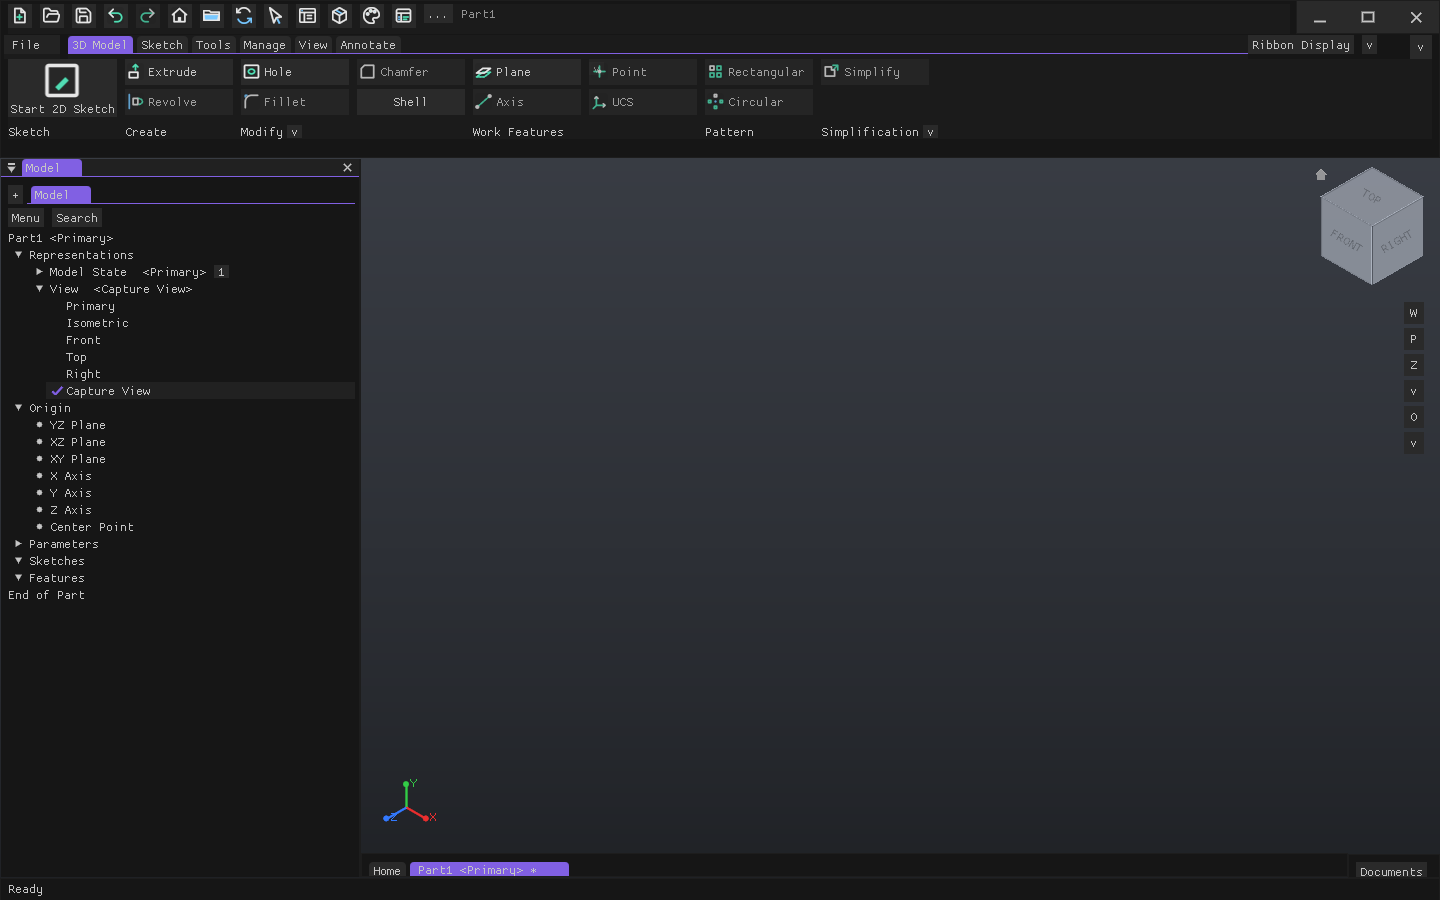 ... Part1
File 3D Model Sketch Tools Manage View Annotate Ribbon Display v v
Extrude Hole Chamfer Plane Point Rectangular Simplify
Start 2D Sketch Revolve Fillet Shell Axis UCS Circular
Sketch Create Modify v Work Features Pattern Simplification v
Model
+ Model
Menu Search
Part1 <Primary>
Representations
Model State <Primary> 1
View <Capture View>
Primary
Isometric
Front
Top
Right
Capture View
Origin
YZ Plane
XZ Plane
XY Plane
X Axis
Y Axis
Z Axis
Center Point
Parameters
Sketches
Features
End of Part
TOP
FRONT RIGHT
W
P
Z
v
O
v
Y
Z X
Home Part1 <Primary> * Documents
Ready